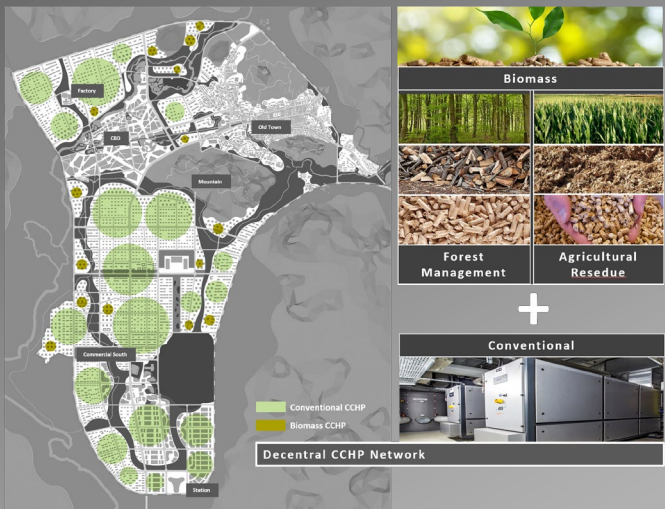 Factory
CBD
Old Town
Mountain
Commercial South
Station
Conventional CCHP
Biomass CCHP
Biomass
Forest
Management
Agricultural
Resedue
+
Conventional
Decentral CCHP Network